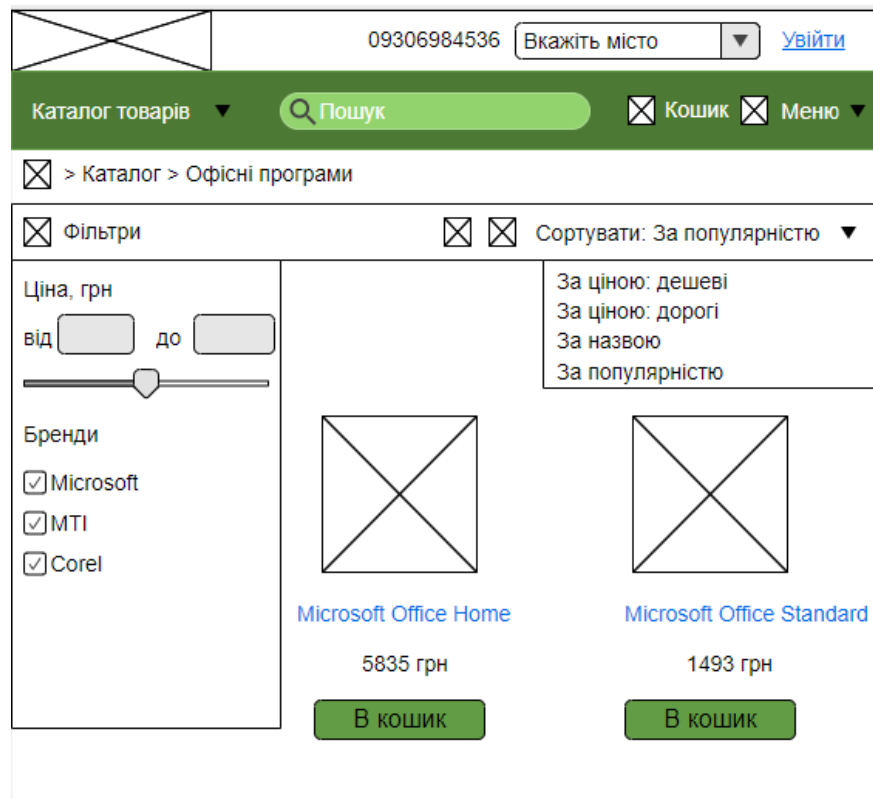 09306984536 Вкажіть місто Увійти
Каталог товарів Пошук Кошик Меню
> Каталог > Офісні програми
Фільтри Сортувати: За популярністю
Ціна, грн
від до
Бренди
Microsoft
MTI
Corel
За ціною: дешеві
За ціною: дорогі
За назвою
За популярністю
Microsoft Office Home Microsoft Office Standard
5835 грн 1493 грн
В кошик В кошик